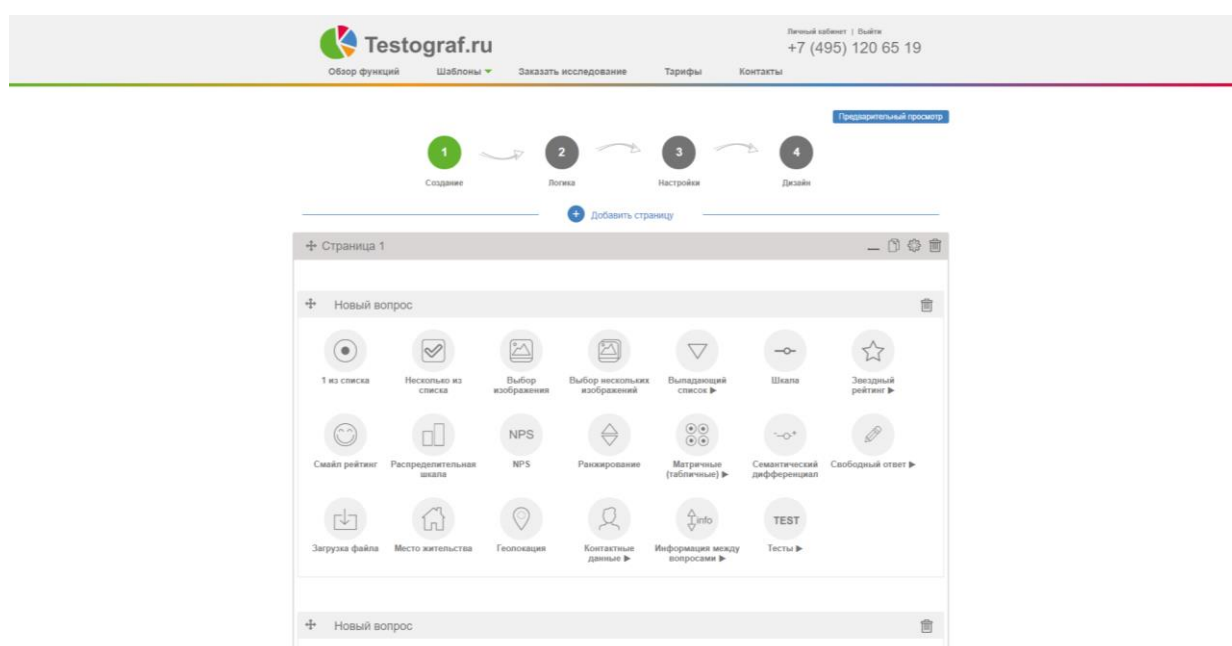 Testograf.ru
Личный кабинет | Выйти
+7 (495) 120 65 19
Обзор функций Шаблоны Заказать исследование Тарифы Контакты
Предварительный просмотр
1 2 3 4
Создание Логика Настройки Дизайн
+ Добавить страницу
Страница 1
Новый вопрос
1 из списка Несколько из списка Выбор изображения Выбор нескольких изображений Выпадающий список Шкала Звездный рейтинг
NPS
Смайл рейтинг Распределительная шкала NPS Ранжирование Матричные (табличные) Семантический дифференциал Свободный ответ
info TEST
Загрузка файла Место жительства Геолокация Контактные данные Информация между вопросами Тесты
Новый вопрос